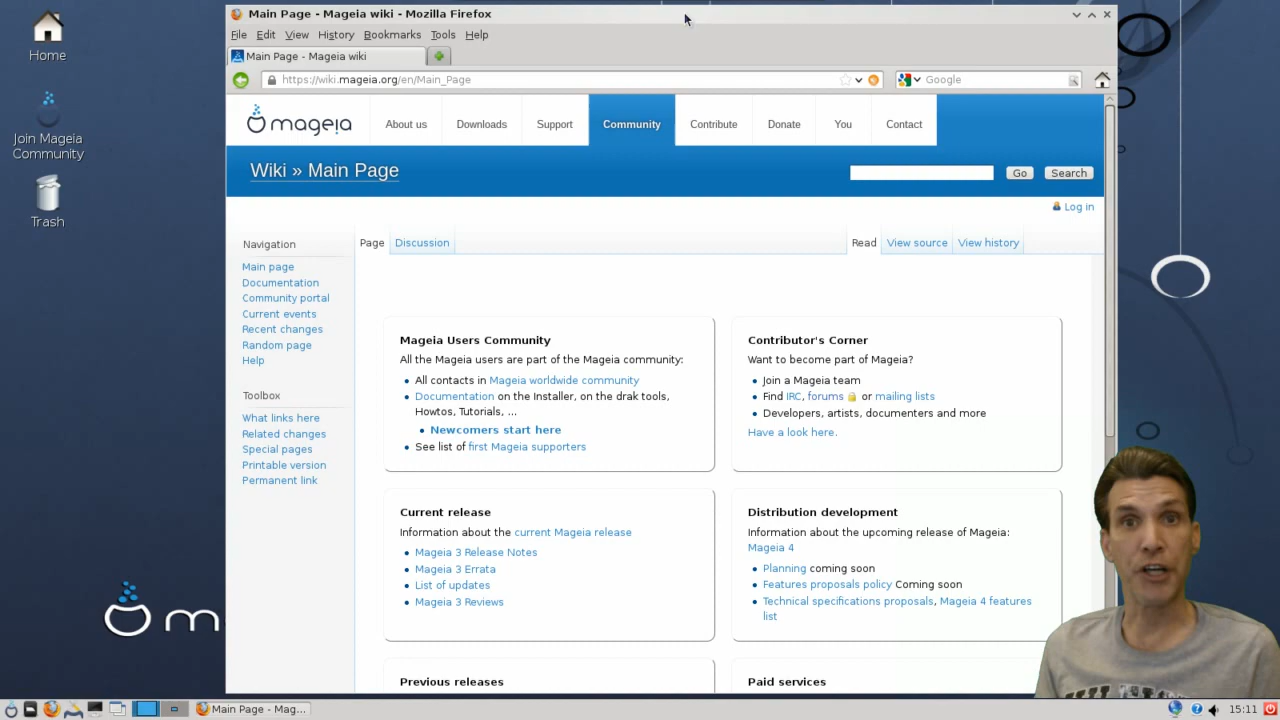 Main Page - Mageia wiki - Mozilla Firefox
File Edit View History Bookmarks Tools Help
Main Page - Mageia wiki
https://wiki.mageia.org/en/Main_Page
Google
Home
Join Mageia
Community
Trash
mageia
About us
Downloads
Support
Community
Contribute
Donate
You
Contact
Wiki » Main Page
Go
Search
Log in
Navigation
Main page
Documentation
Community portal
Current events
Recent changes
Random page
Help
Toolbox
What links here
Related changes
Special pages
Printable version
Permanent link
Page
Discussion
Read
View source
View history
Mageia Users Community
All the Mageia users are part of the Mageia community:
All contacts in Mageia worldwide community
Documentation on the Installer, on the drak tools,
Howtos, Tutorials, ...
Newcomers start here
See list of first Mageia supporters
Contributor's Corner
Want to become part of Mageia?
Join a Mageia team
Find IRC, forums or mailing lists
Developers, artists, documenters and more
Have a look here.
Current release
Information about the current Mageia release
Mageia 3 Release Notes
Mageia 3 Errata
List of updates
Mageia 3 Reviews
Distribution development
Information about the upcoming release of Mageia:
Mageia 4
Planning coming soon
Features proposals policy Coming soon
Technical specifications proposals, Mageia 4 features
list
Previous releases
Paid services
m
Main Page - Mag...
15:11